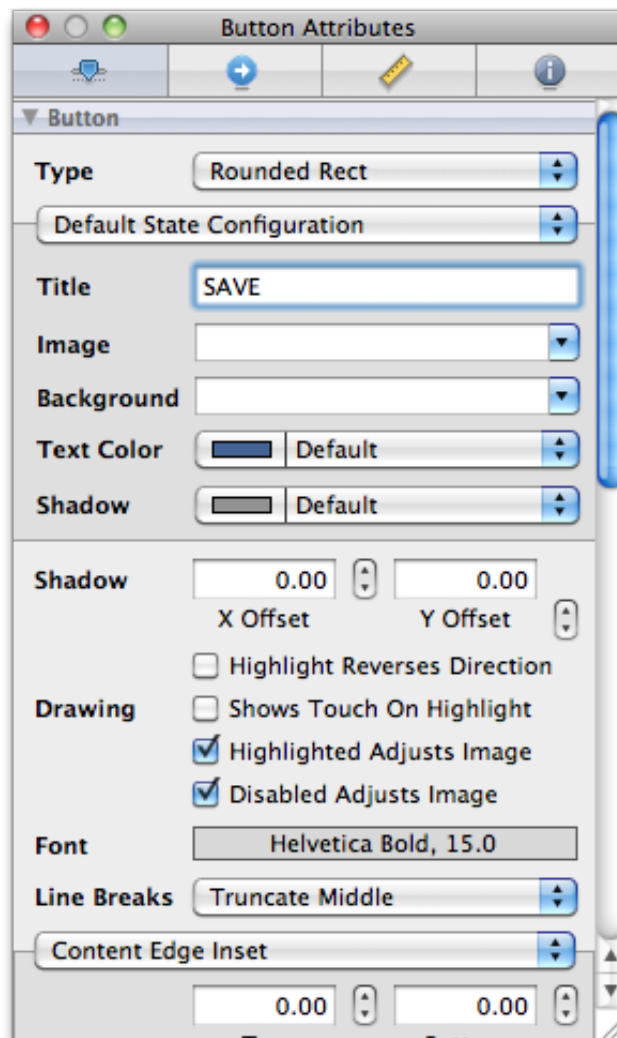 Button Attributes
Button
Type Rounded Rect
Default State Configuration
Title SAVE
Image
Background
Text Color Default
Shadow Default
Shadow 0.00 0.00
X Offset Y Offset
Highlight Reverses Direction
Drawing Shows Touch On Highlight
Highlighted Adjusts Image
Disabled Adjusts Image
Font Helvetica Bold, 15.0
Line Breaks Truncate Middle
Content Edge Inset
0.00 0.00